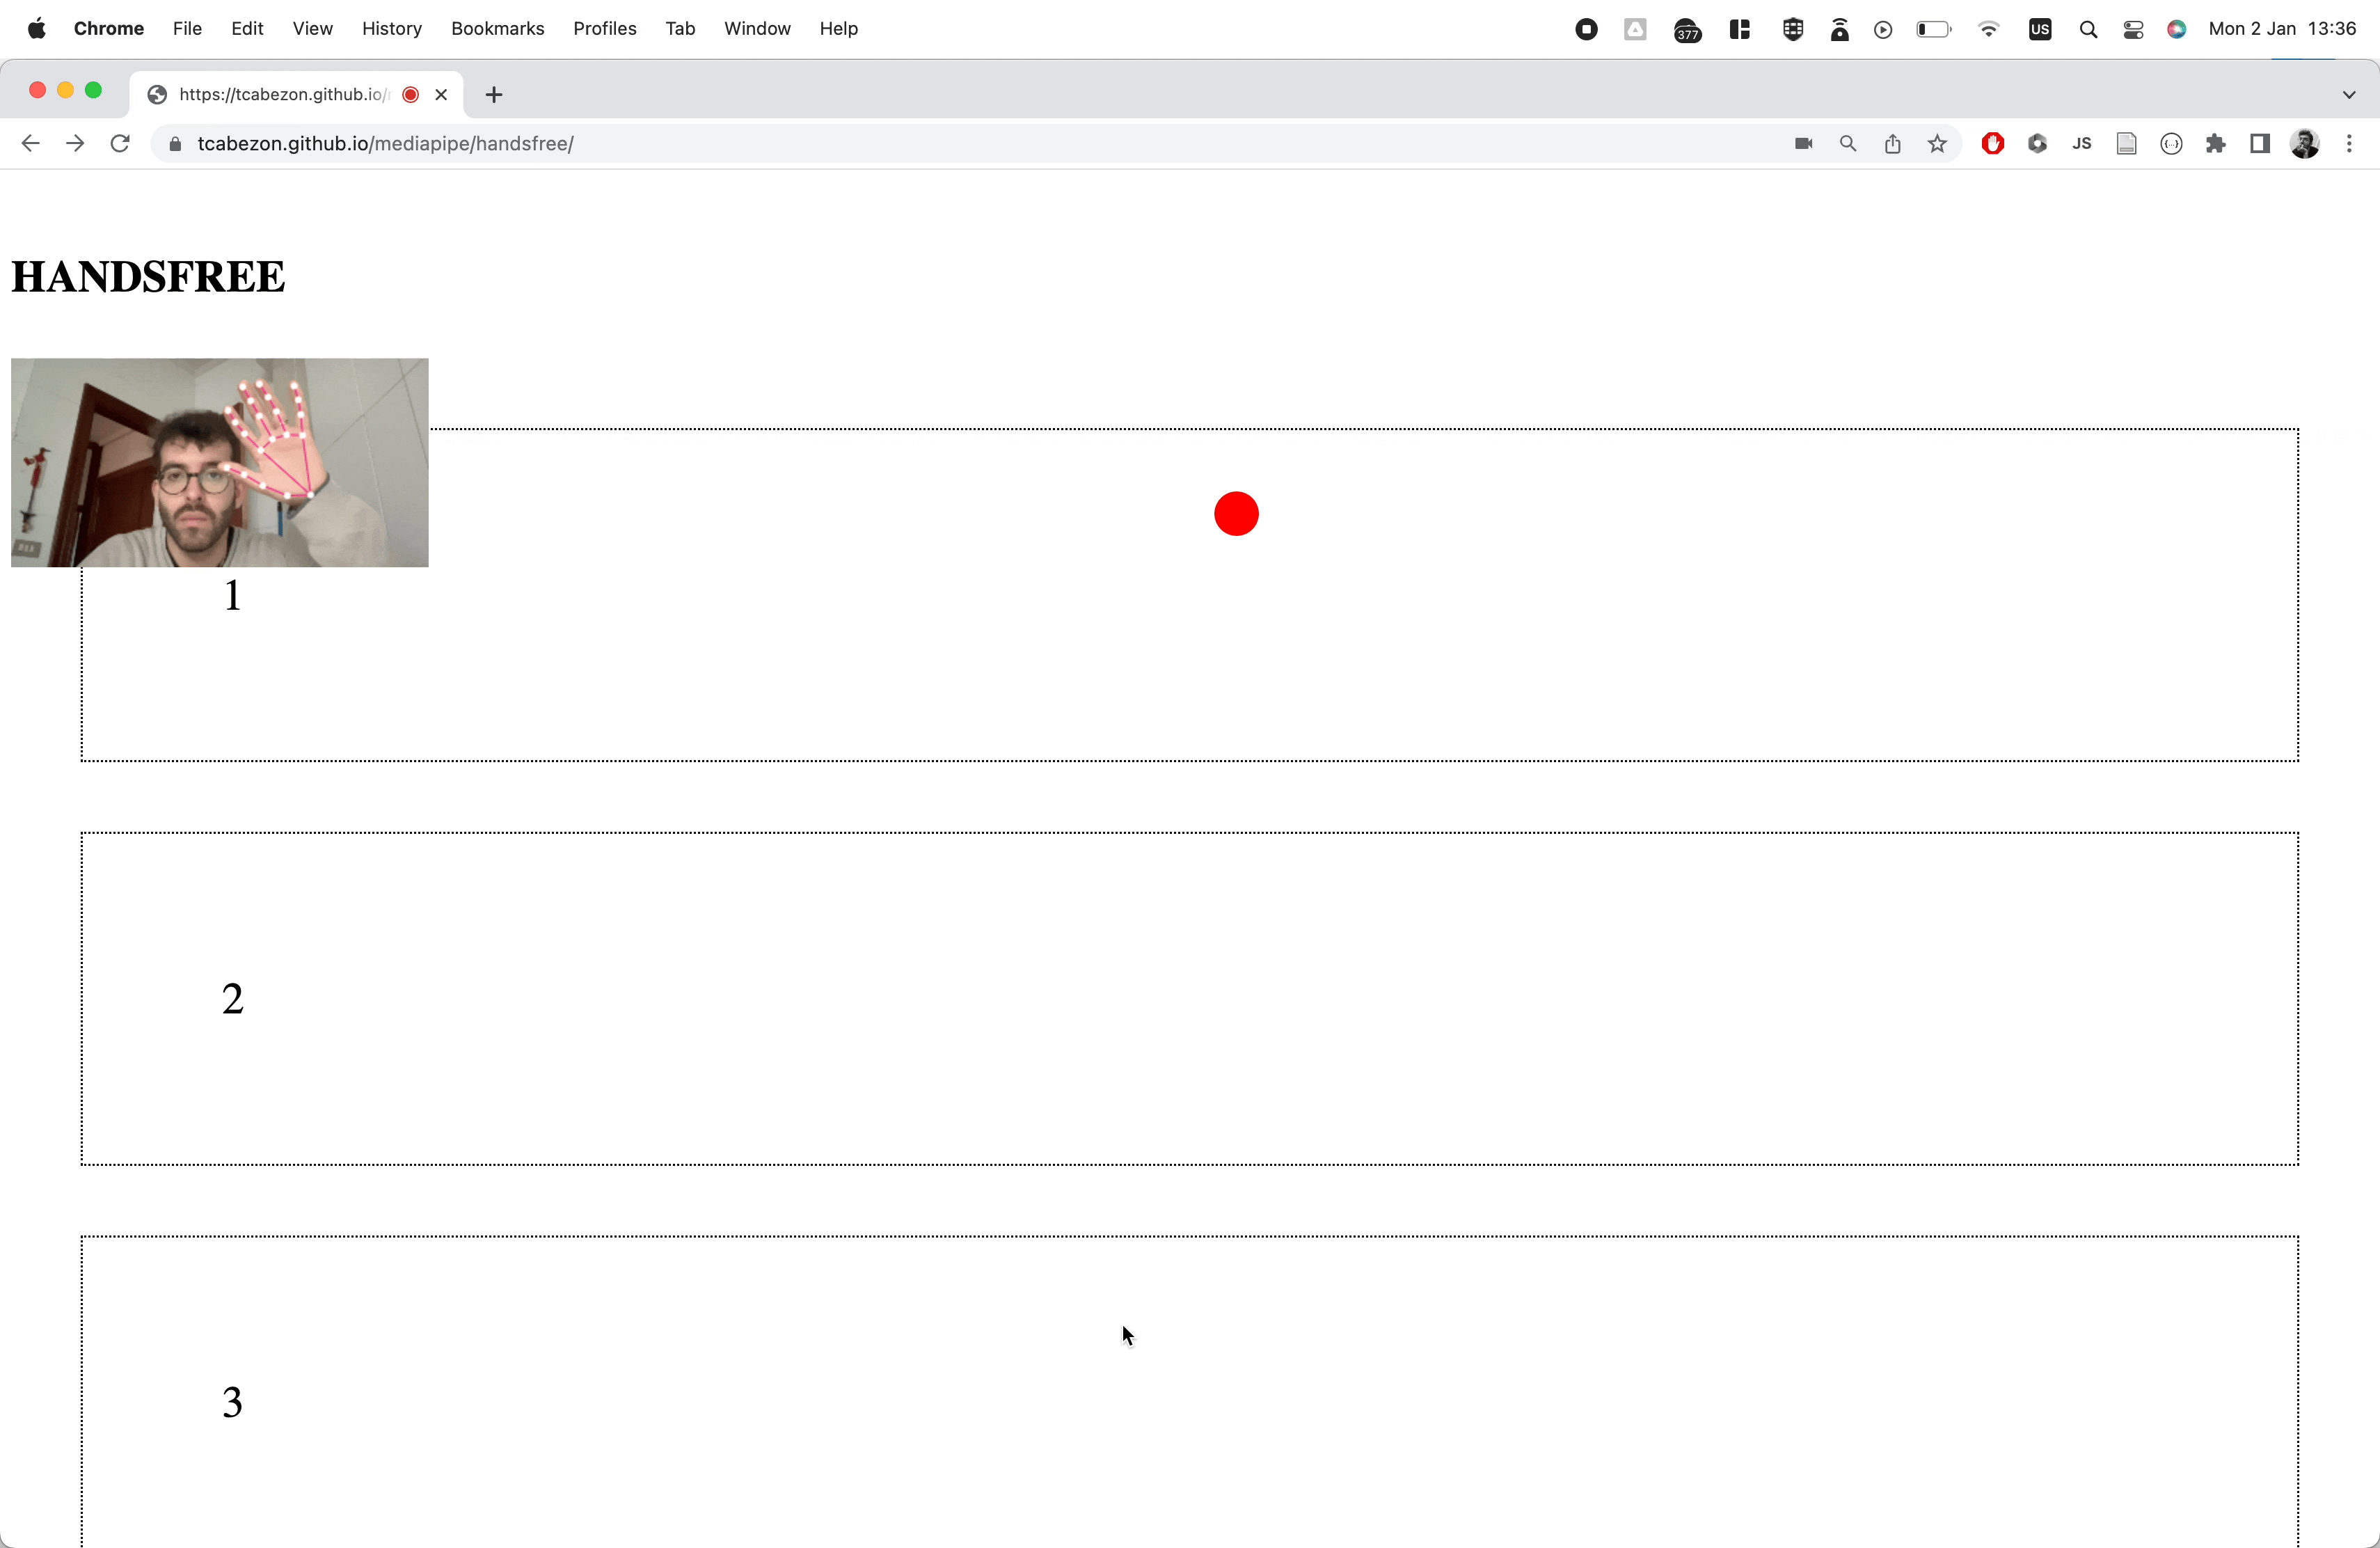 Chrome File Edit View History Bookmarks Profiles Tab Window Help 377 US Mon 2 Jan 13:36
https://tcabezon.github.io/
tcabezon.github.io/mediapipe/handsfree/ JS
HANDSFREE
1
2
3